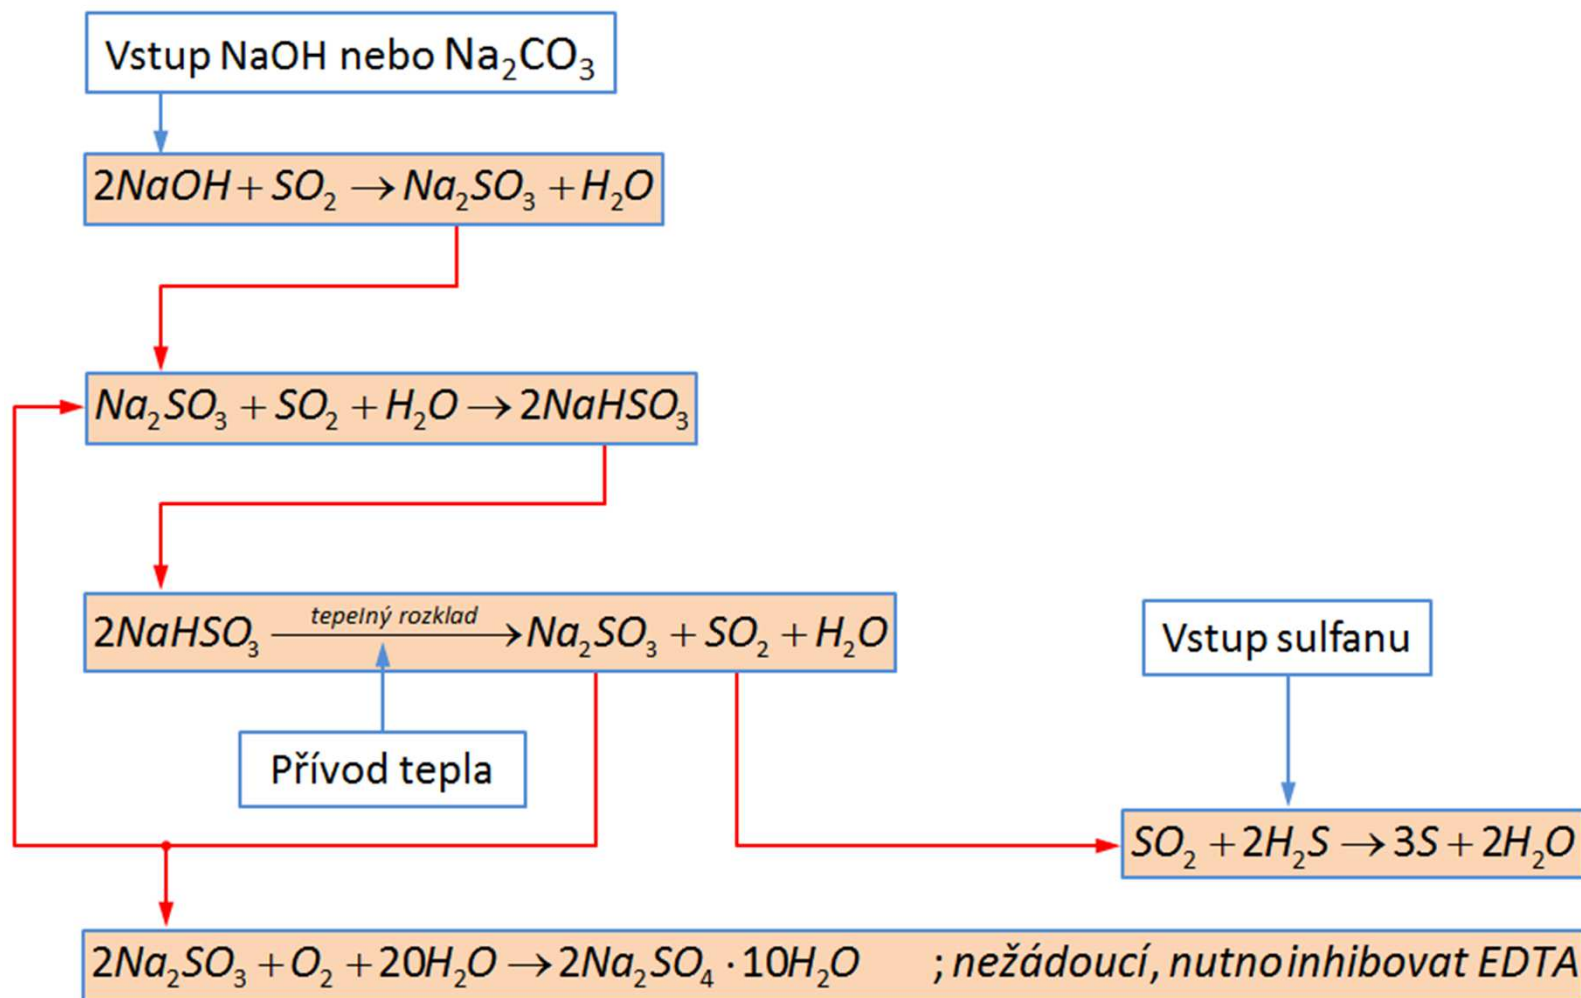 Vstup NaOH nebo Na₂CO₃
2NaOH + SO₂ → Na₂SO₃ + H₂O
Na₂SO₃ + SO₂ + H₂O → 2NaHSO₃
tepelný rozklad
2NaHSO₃ → Na₂SO₃ + SO₂ + H₂O
Vstup sulfanu
Přívod tepla
SO₂ + 2H₂S → 3S + 2H₂O
2Na₂SO₃ + O₂ + 20H₂O → 2Na₂SO₄ · 10H₂O ; nežádoucí, nutno inhibovat EDTA